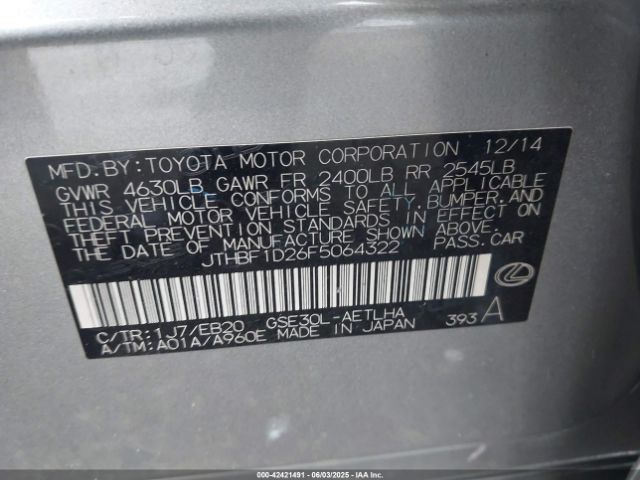 MFD. BY: TOYOTA MOTOR CORPORATION 12/14
GVWR 4630LB GAWR FR 2400LB RR 2545LB
THIS VEHICLE CONFORMS TO ALL APPLICABLE
FEDERAL MOTOR VEHICLE SAFETY, BUMPER, AND
THEFT PREVENTION STANDARDS IN EFFECT ON
THE DATE OF MANUFACTURE SHOWN ABOVE.
JTHBF1D26F5064322 PASS. CAR
C/TR: 1J7/EB20 GSE30L-AETLHA
A/TM: A01A/A960E MADE IN JAPAN 393 A
000-42421491 - 06/03/2025 - IAAI.COM